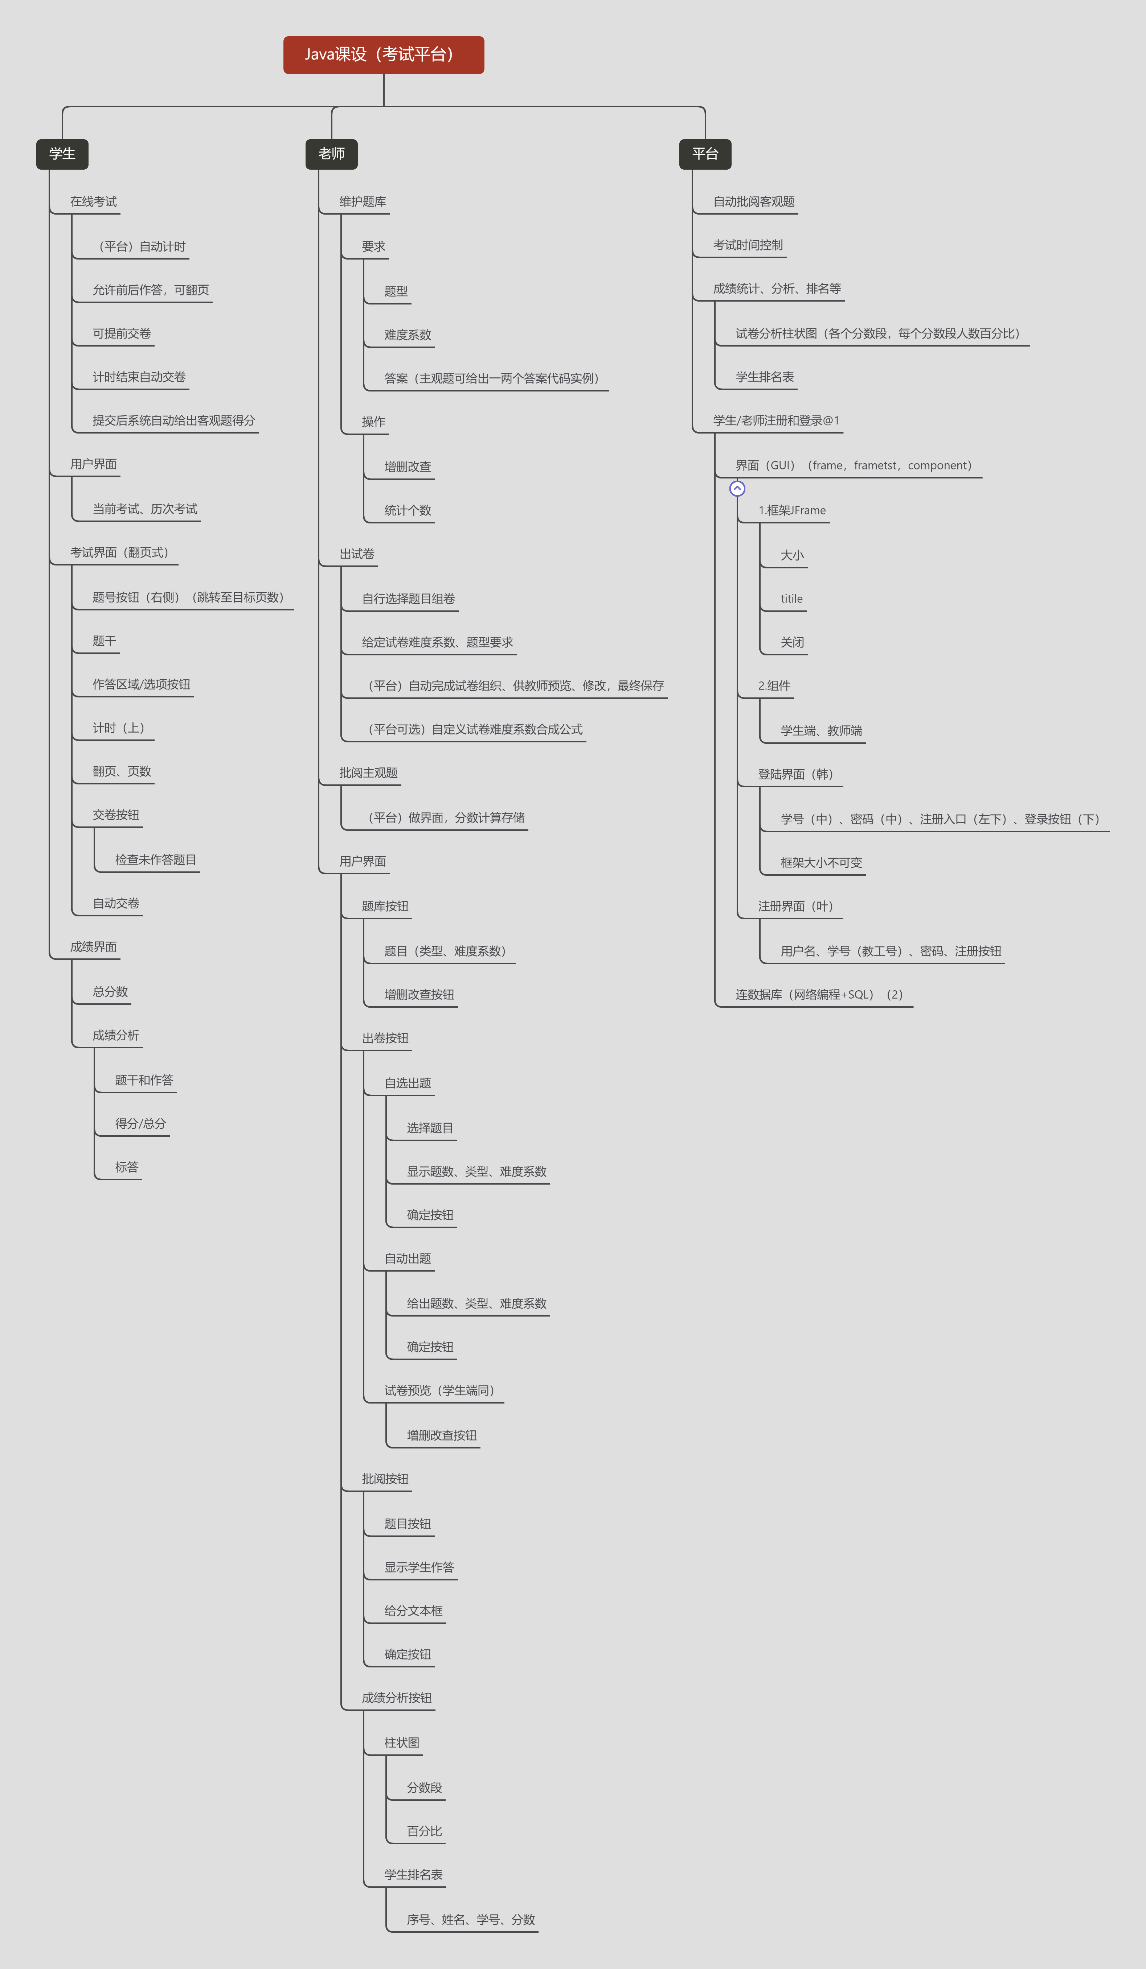 Java课设（考试平台）
学生
在线考试
（平台）自动计时
允许前后作答，可翻页
可提前交卷
计时结束自动交卷
提交后系统自动给出客观题得分
用户界面
当前考试、历次考试
考试界面（翻页式）
题号按钮（右侧）（跳转至目标页数）
题干
作答区域/选项按钮
计时（上）
翻页、页数
交卷按钮
检查未作答题目
自动交卷
成绩界面
总分数
成绩分析
题干和作答
得分/总分
标答
老师
维护题库
要求
题型
难度系数
答案（主观题可给出一两个答案代码实例）
操作
增删改查
统计个数
出试卷
自行选择题目组卷
给定试卷难度系数、题型要求
（平台）自动完成试卷组织、供教师预览、修改，最终保存
（平台可选）自定义试卷难度系数合成公式
批阅主观题
（平台）做界面，分数计算存储
用户界面
题库按钮
题目（类型、难度系数）
增删改查按钮
出卷按钮
自选出题
选择题目
显示题数、类型、难度系数
确定按钮
自动出题
给出题数、类型、难度系数
确定按钮
试卷预览（学生端同）
增删改查按钮
批阅按钮
题目按钮
显示学生作答
给分文本框
确定按钮
成绩分析按钮
柱状图
分数段
百分比
学生排名表
序号、姓名、学号、分数
平台
自动批阅客观题
考试时间控制
成绩统计、分析、排名等
试卷分析柱状图（各个分数段，每个分数段人数百分比）
学生排名表
学生/老师注册和登录@1
界面（GUI）（frame，frametst，component）
1.框架JFrame
大小
titile
关闭
2.组件
学生端、教师端
登陆界面（韩）
学号（中）、密码（中）、注册入口（左下）、登录按钮（下）
框架大小不可变
注册界面（叶）
用户名、学号（教工号）、密码、注册按钮
连数据库（网络编程+SQL）（2）